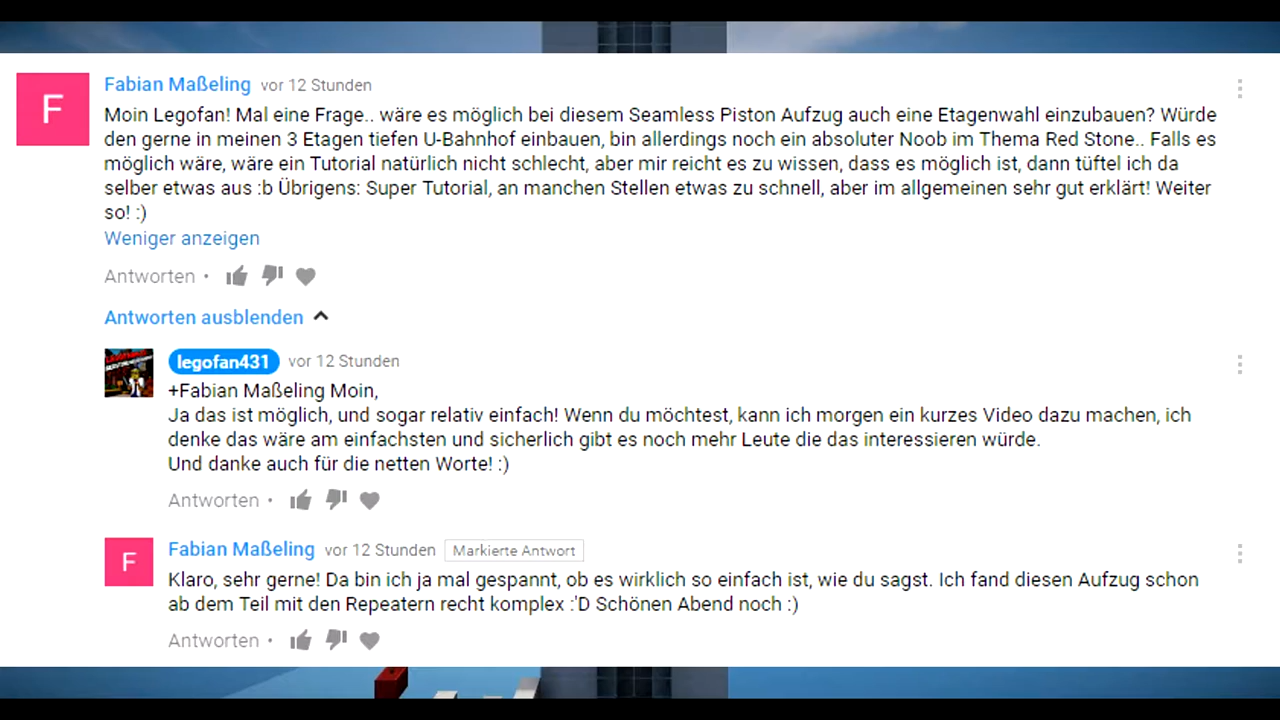 F
Fabian Maßeling vor 12 Stunden
Moin Legofan! Mal eine Frage.. wäre es möglich bei diesem Seamless Piston Aufzug auch eine Etagenwahl einzubauen? Würde
den gerne in meinen 3 Etagen tiefen U-Bahnhof einbauen, bin allerdings noch ein absoluter Noob im Thema Red Stone.. Falls es
möglich wäre, wäre ein Tutorial natürlich nicht schlecht, aber mir reicht es zu wissen, dass es möglich ist, dann tüftel ich da
selber etwas aus :b Übrigens: Super Tutorial, an manchen Stellen etwas zu schnell, aber im allgemeinen sehr gut erklärt! Weiter
so! :)
Weniger anzeigen
Antworten •
Antworten ausblenden
legofan431 vor 12 Stunden
+Fabian Maßeling Moin,
Ja das ist möglich, und sogar relativ einfach! Wenn du möchtest, kann ich morgen ein kurzes Video dazu machen, ich
denke das wäre am einfachsten und sicherlich gibt es noch mehr Leute die das interessieren würde.
Und danke auch für die netten Worte! :)
Antworten •
F
Fabian Maßeling vor 12 Stunden Markierte Antwort
Klaro, sehr gerne! Da bin ich ja mal gespannt, ob es wirklich so einfach ist, wie du sagst. Ich fand diesen Aufzug schon
ab dem Teil mit den Repeatern recht komplex :'D Schönen Abend noch :)
Antworten •